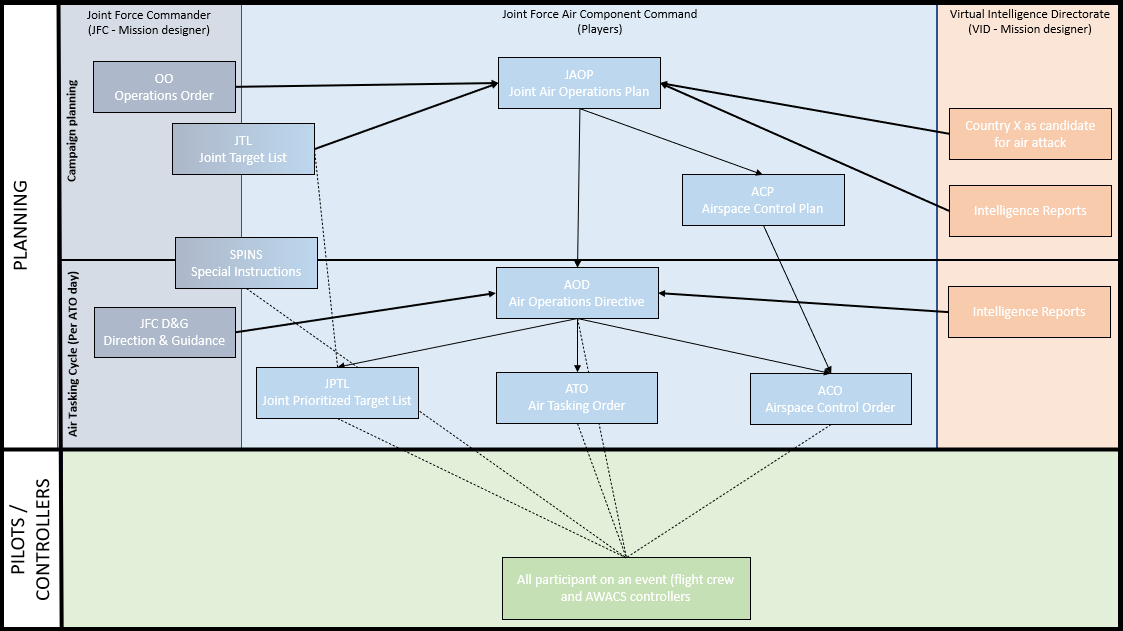 Joint Force Commander
(JFC - Mission designer)
Joint Force Air Component Command
(Players)
Virtual Intelligence Directorate
(VID - Mission designer)
PLANNING
Campaign planning
OO
Operations Order
JAOP
Joint Air Operations Plan
Country X as candidate
for air attack
JTL
Joint Target List
ACP
Airspace Control Plan
Intelligence Reports
SPINS
Special Instructions
Air Tasking Cycle (Per ATO day)
AOD
Air Operations Directive
JFC D&G
Direction & Guidance
Intelligence Reports
JPTL
Joint Prioritized Target List
ATO
Air Tasking Order
ACO
Airspace Control Order
PILOTS /
CONTROLLERS
All participant on an event (flight crew
and AWACS controllers